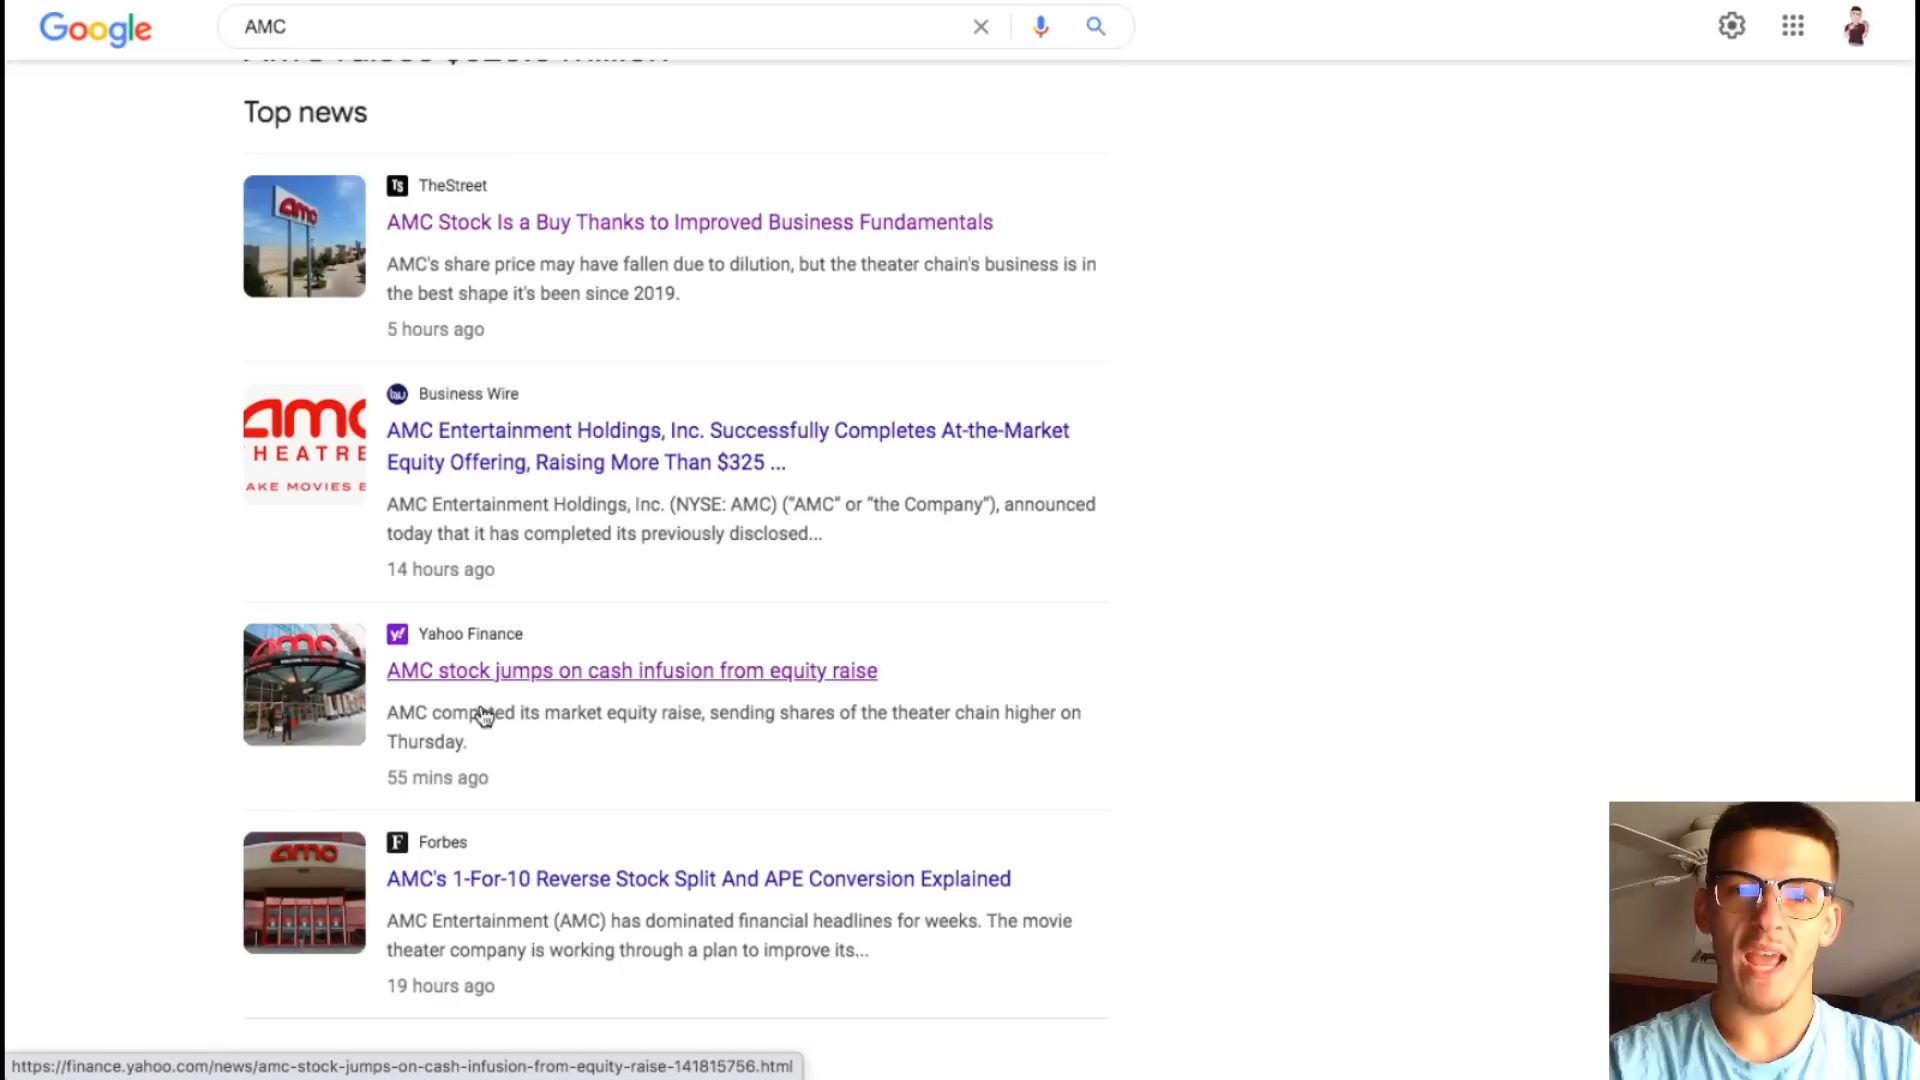 Google
AMC
Top news
TheStreet
AMC Stock Is a Buy Thanks to Improved Business Fundamentals
AMC's share price may have fallen due to dilution, but the theater chain's business is in
the best shape it's been since 2019.
5 hours ago
amc
HEATRE
AKE MOVIES
Business Wire
AMC Entertainment Holdings, Inc. Successfully Completes At-the-Market
Equity Offering, Raising More Than $325 ...
AMC Entertainment Holdings, Inc. (NYSE: AMC) (“AMC” or “the Company”), announced
today that it has completed its previously disclosed...
14 hours ago
amc
Yahoo Finance
AMC stock jumps on cash infusion from equity raise
AMC completed its market equity raise, sending shares of the theater chain higher on
Thursday.
55 mins ago
amc
Forbes
AMC's 1-For-10 Reverse Stock Split And APE Conversion Explained
AMC Entertainment (AMC) has dominated financial headlines for weeks. The movie
theater company is working through a plan to improve its...
19 hours ago
https://finance.yahoo.com/news/amc-stock-jumps-on-cash-infusion-from-equity-raise-141815756.html